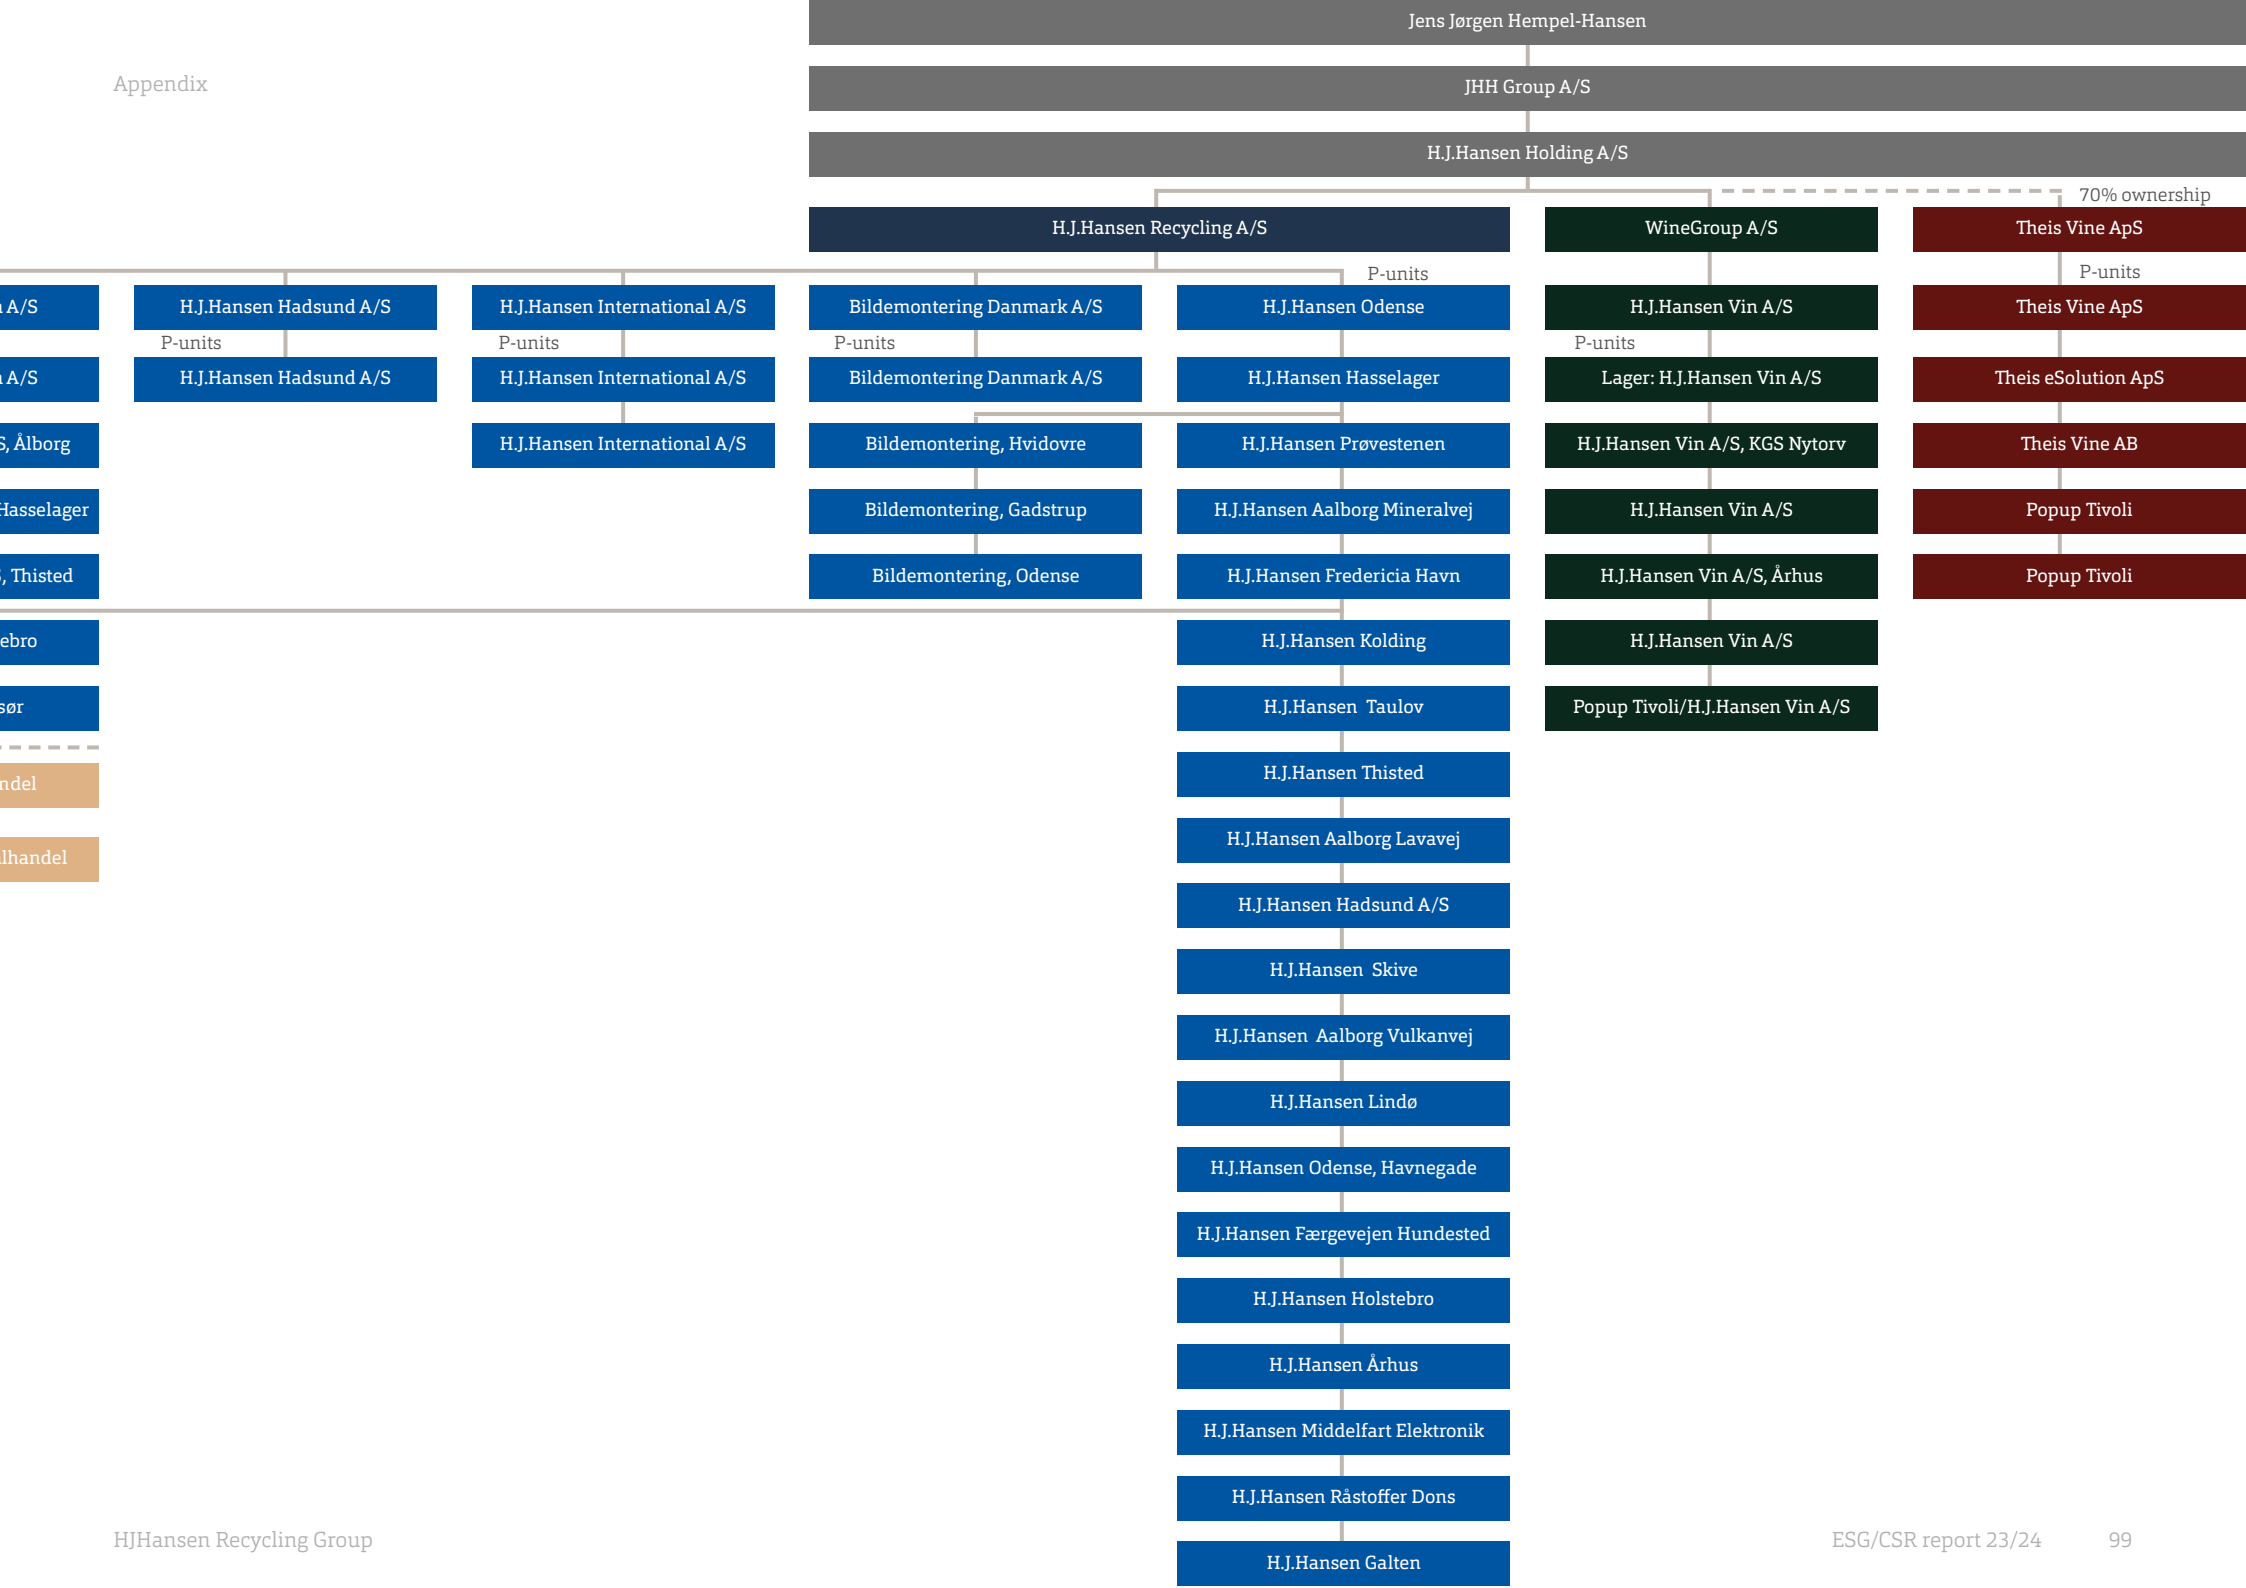 Jens Jørgen Hempel-Hansen
Appendix
JHH Group A/S
H.J.Hansen Holding A/S
70% ownership
H.J.Hansen Recycling A/S
WineGroup A/S
Theis Vine ApS
P-units
P-units
A/S
H.J.Hansen Hadsund A/S
H.J.Hansen International A/S
Bildemontering Danmark A/S
H.J.Hansen Odense
H.J.Hansen Vin A/S
Theis Vine ApS
P-units
P-units
P-units
P-units
A/S
H.J.Hansen Hadsund A/S
H.J.Hansen International A/S
Bildemontering Danmark A/S
H.J.Hansen Hasselager
Lager: H.J.Hansen Vin A/S
Theis eSolution ApS
S, Ålborg
H.J.Hansen International A/S
Bildemontering, Hvidovre
H.J.Hansen Prøvestenen
H.J.Hansen Vin A/S, KGS Nytorv
Theis Vine AB
Hasselager
Bildemontering, Gadstrup
H.J.Hansen Aalborg Mineralvej
H.J.Hansen Vin A/S
Popup Tivoli
, Thisted
Bildemontering, Odense
H.J.Hansen Fredericia Havn
H.J.Hansen Vin A/S, Århus
Popup Tivoli
ebro
H.J.Hansen Kolding
H.J.Hansen Vin A/S
sør
H.J.Hansen Taulov
Popup Tivoli/H.J.Hansen Vin A/S
ndel
H.J.Hansen Thisted
lhandel
H.J.Hansen Aalborg Lavavej
H.J.Hansen Hadsund A/S
H.J.Hansen Skive
H.J.Hansen Aalborg Vulkanvej
H.J.Hansen Lindø
H.J.Hansen Odense, Havnegade
H.J.Hansen Færgevejen Hundested
H.J.Hansen Holstebro
H.J.Hansen Århus
H.J.Hansen Middelfart Elektronik
H.J.Hansen Råstoffer Dons
H.J.Hansen Galten
HJHansen Recycling Group
ESG/CSR report 23/24
99